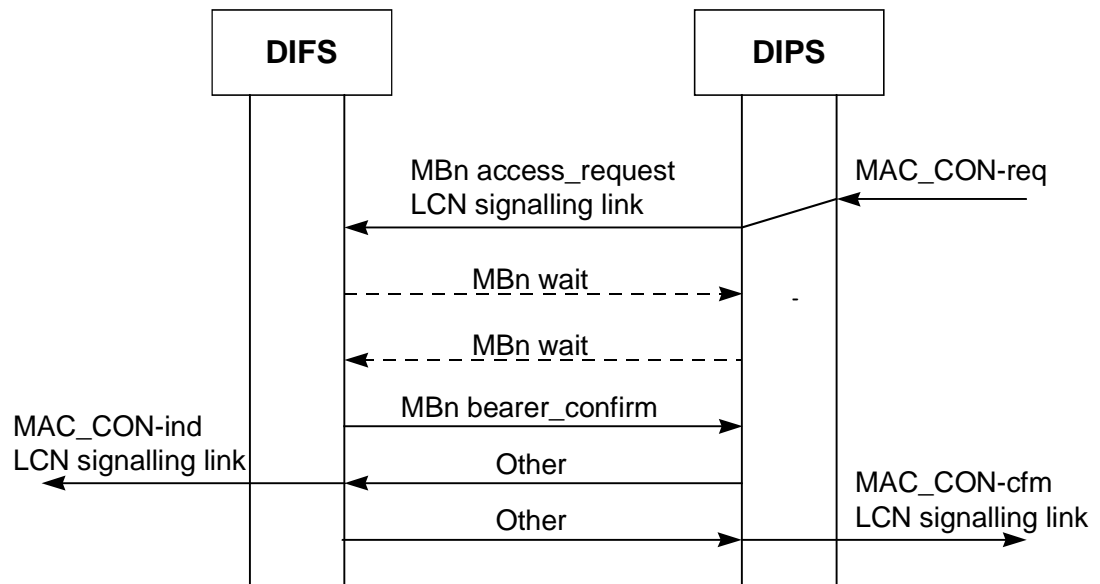 DIFS
DIPS
MBn access_request
LCN signalling link
MAC_CON-req
MBn wait
-
MBn wait
MBn bearer_confirm
MAC_CON-ind
LCN signalling link
Other
MAC_CON-cfm
LCN signalling link
Other